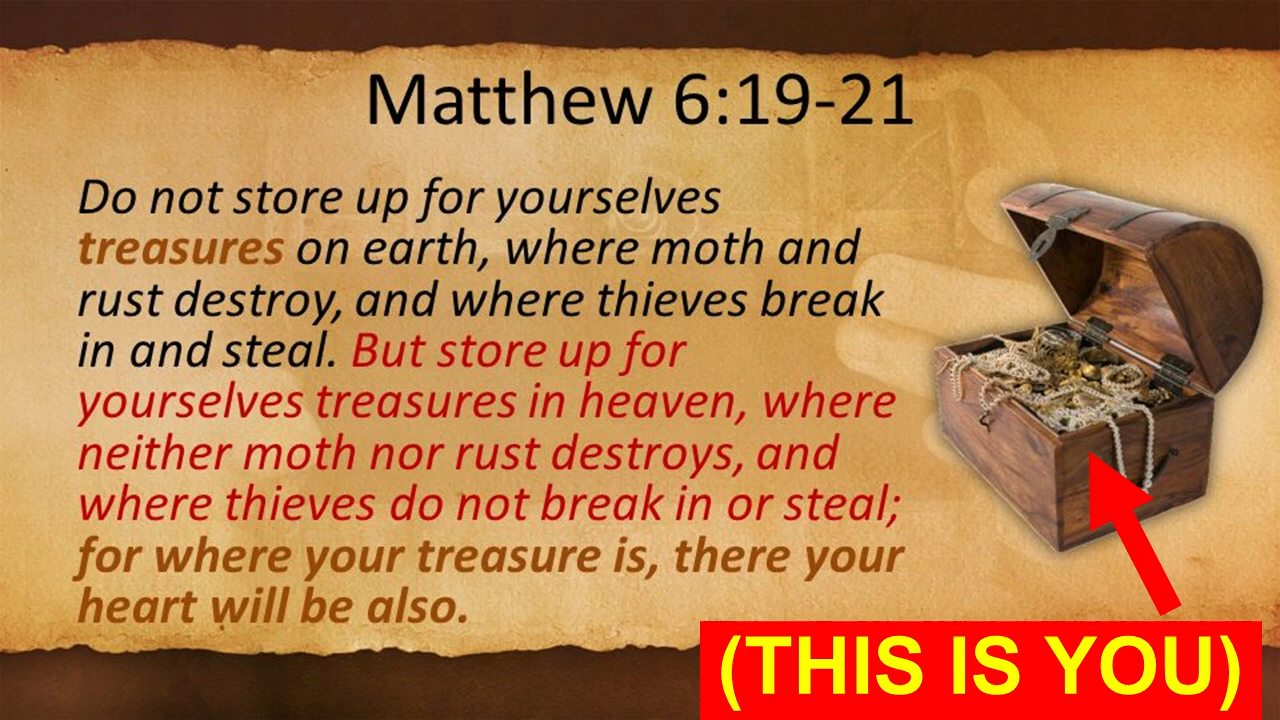 Matthew 6:19-21
Do not store up for yourselves
treasures on earth, where moth and
rust destroy, and where thieves break
in and steal. But store up for
yourselves treasures in heaven, where
neither moth nor rust destroys, and
where thieves do not break in or steal;
for where your treasure is, there your
heart will be also.
(THIS IS YOU)